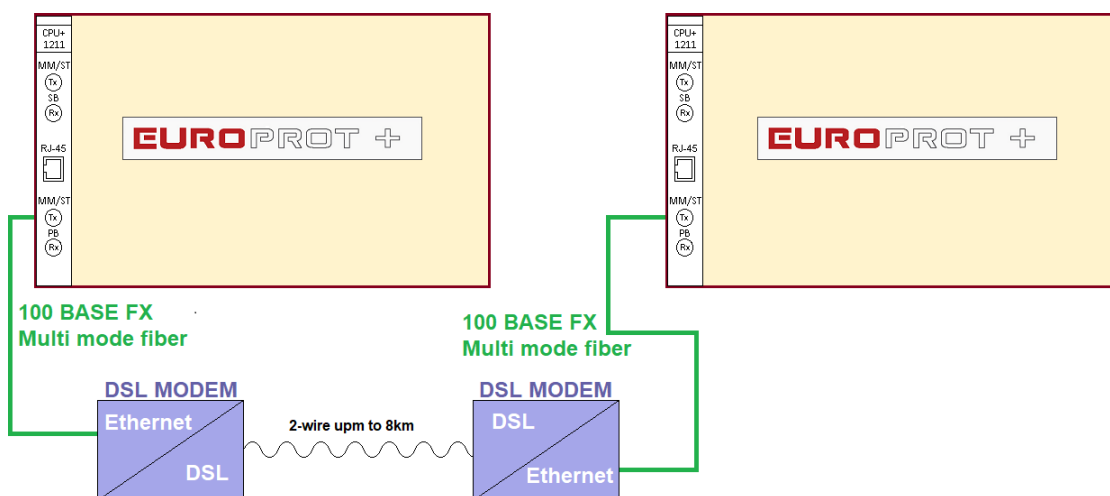 CPU+
1211
MM/ST
Tx
SB
Rx
RJ-45
MM/ST
Tx
PB
Rx
EUROPROT +
CPU+
1211
MM/ST
Tx
SB
Rx
RJ-45
MM/ST
Tx
PB
Rx
EUROPROT +
100 BASE FX
Multi mode fiber
100 BASE FX
Multi mode fiber
DSL MODEM
Ethernet
DSL
2-wire upm to 8km
DSL MODEM
DSL
Ethernet